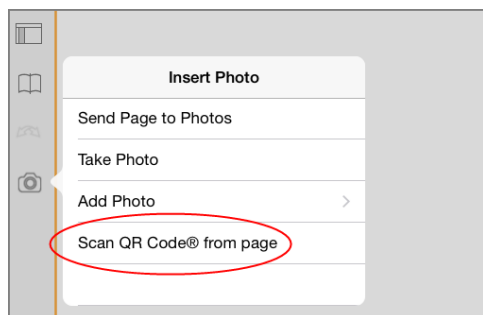 Insert Photo
Send Page to Photos
Take Photo
Add Photo
Scan QR Code® from page